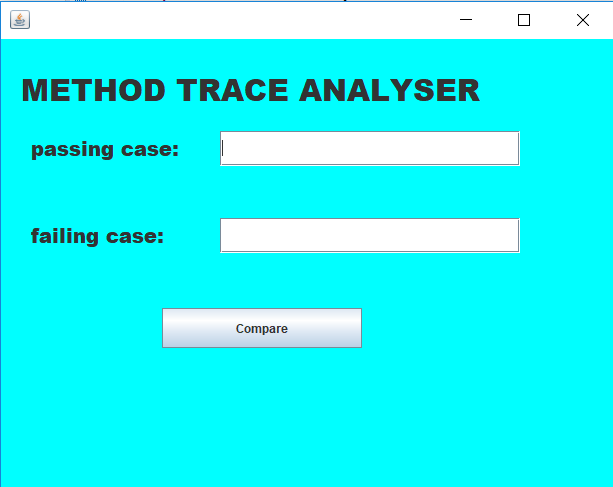 METHOD TRACE ANALYSER
passing case:
failing case:
Compare